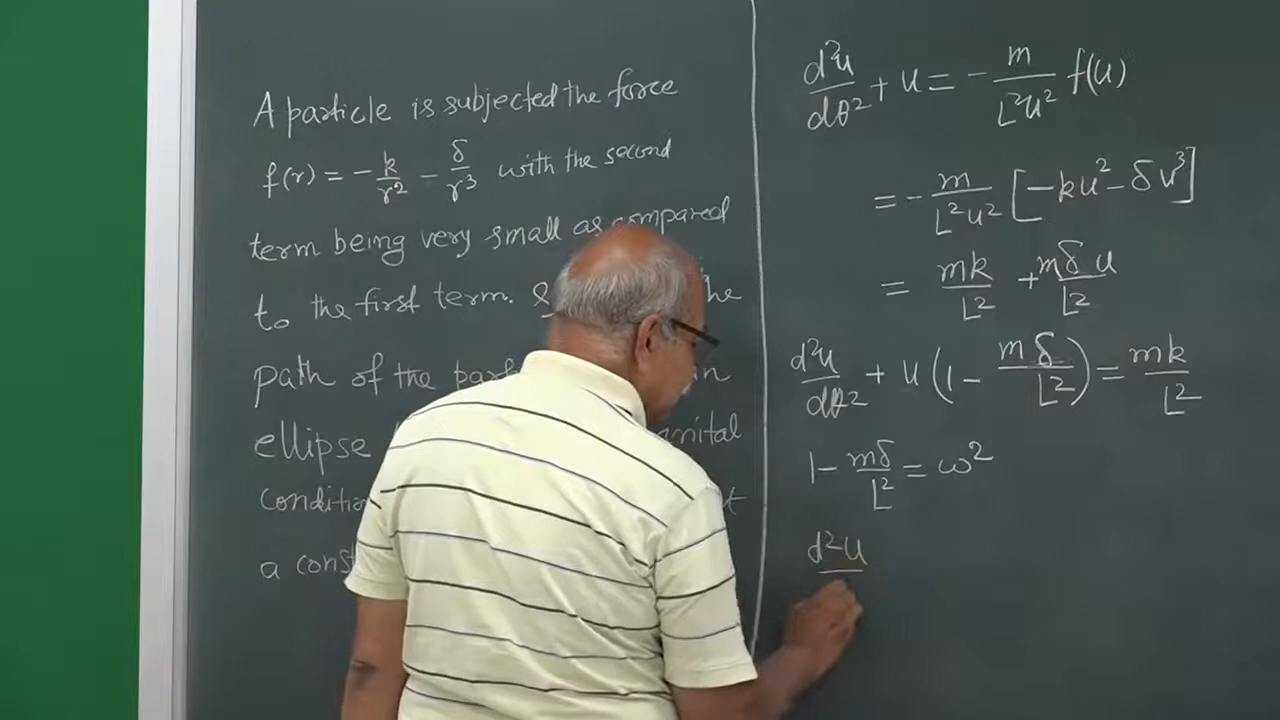 A particle is subjected the force
f(r) = -k/r² - δ/r³ with the second
term being very small as compared
to the first term. he
path of the in
ellipse
a
d²u/dθ² + u = -m/L²u² f(u)
= -m/L²u² [-ku² - δu³]
= mk/L² + mδu/L²
d²u/dθ² + u(1 - mδ/L²) = mk/L²
1 - mδ/L² = ω²
d²u